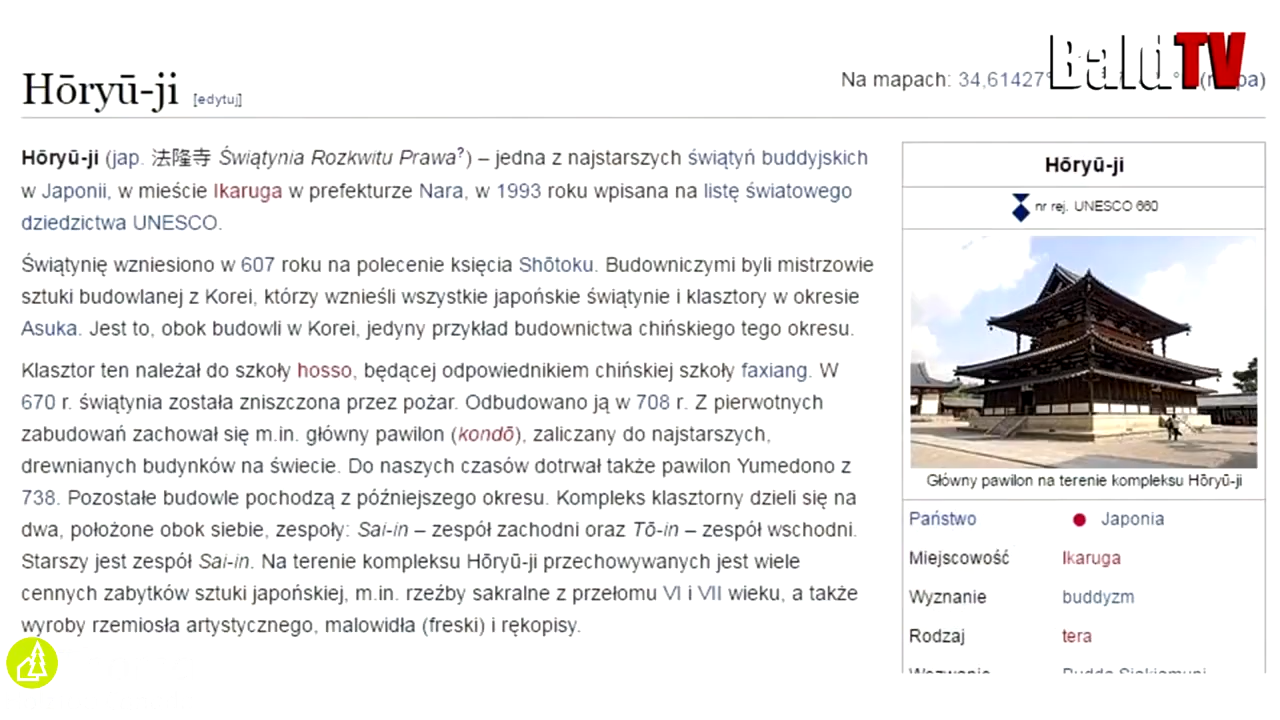 Bald TV
Hōryū-ji [edytuj]
Na mapach: 34,61427°
Hōryū-ji (jap. 法隆寺 Świątynia Rozkwitu Prawa?) – jedna z najstarszych świątyń buddyjskich
w Japonii, w mieście Ikaruga w prefekturze Nara, w 1993 roku wpisana na listę światowego
dziedzictwa UNESCO.
Świątynię wzniesiono w 607 roku na polecenie księcia Shōtoku. Budowniczymi byli mistrzowie
sztuki budowlanej z Korei, którzy wznieśli wszystkie japońskie świątynie i klasztory w okresie
Asuka. Jest to, obok budowli w Korei, jedyny przykład budownictwa chińskiego tego okresu.
Klasztor ten należał do szkoły hosso, będącej odpowiednikiem chińskiej szkoły faxiang. W
670 r. świątynia została zniszczona przez pożar. Odbudowano ją w 708 r. Z pierwotnych
zabudowań zachował się m.in. główny pawilon (kondō), zaliczany do najstarszych,
drewnianych budynków na świecie. Do naszych czasów dotrwał także pawilon Yumedono z
738. Pozostałe budowle pochodzą z późniejszego okresu. Kompleks klasztorny dzieli się na
dwa, położone obok siebie, zespoły: Sai-in – zespół zachodni oraz Tō-in – zespół wschodni.
Starszy jest zespół Sai-in. Na terenie kompleksu Hōryū-ji przechowywanych jest wiele
cennych zabytków sztuki japońskiej, m.in. rzeźby sakralne z przełomu VI i VII wieku, a także
wyroby rzemiosła artystycznego, malowidła (freski) i rękopisy.
Hōryū-ji
nr rej. UNESCO 660
Główny pawilon na terenie kompleksu Hōryū-ji
Państwo Japonia
Miejscowość Ikaruga
Wyznanie buddyzm
Rodzaj tera